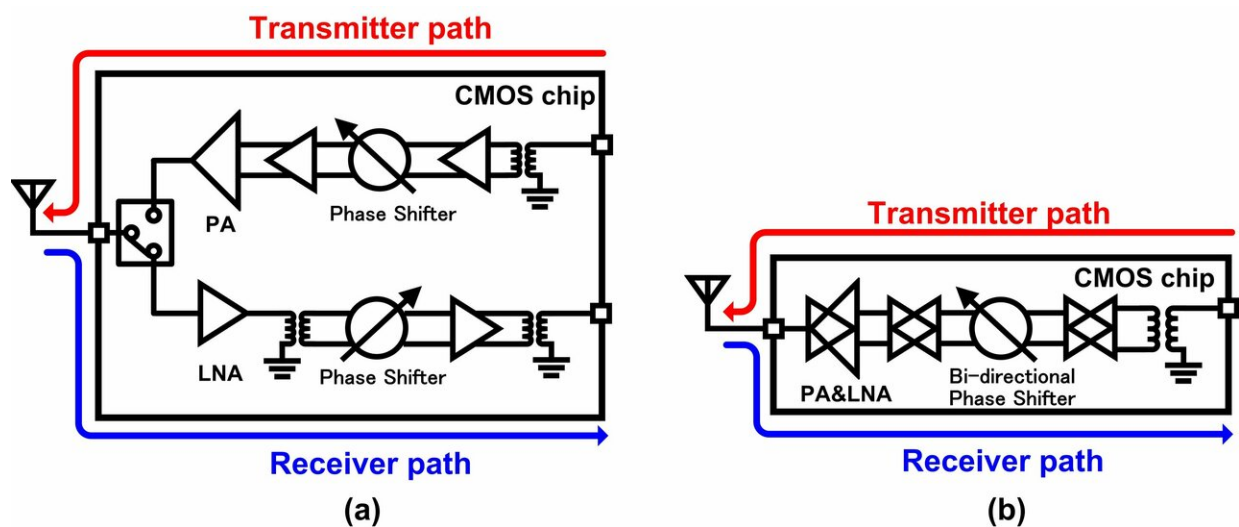 Transmitter path
CMOS chip
PA
Phase Shifter
LNA
Phase Shifter
Receiver path
(a)
Transmitter path
CMOS chip
PA&LNA
Bi-directional
Phase Shifter
Receiver path
(b)